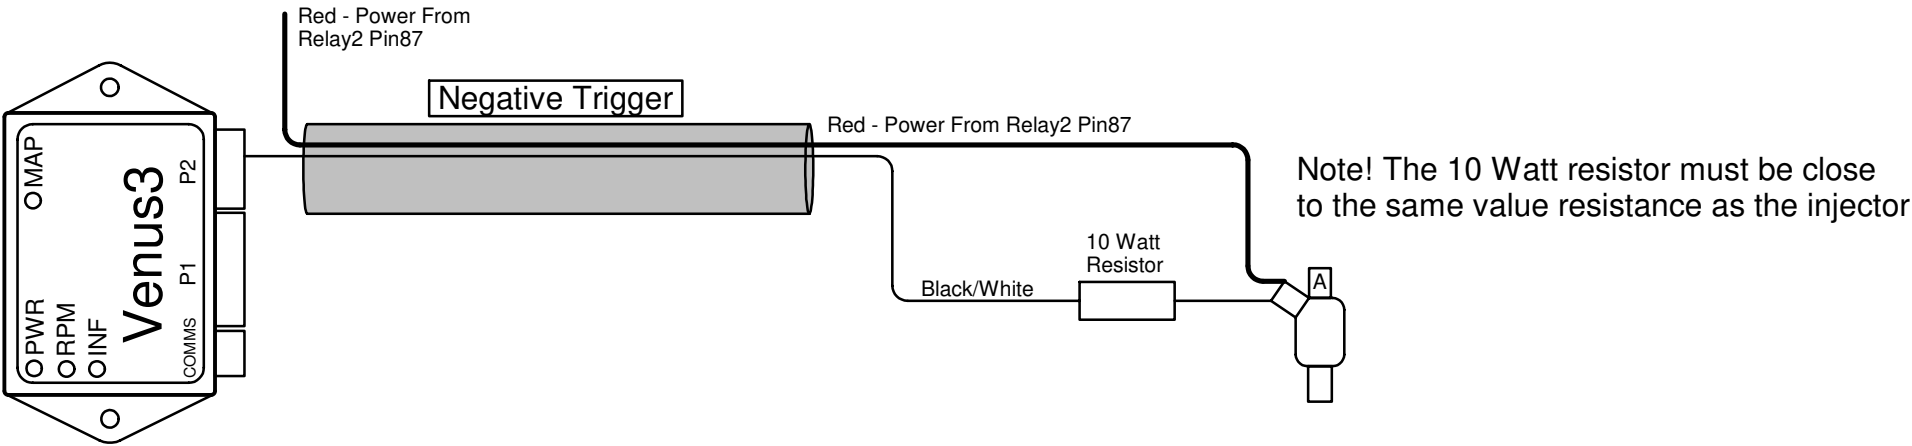 Red - Power From
Relay2 Pin87
Negative Trigger
Red - Power From Relay2 Pin87
Note! The 10 Watt resistor must be close
to the same value resistance as the injector
MAP
P2
Venus3
P1
PWR
RPM
INF
COMMS
10 Watt
Resistor
Black/White
A